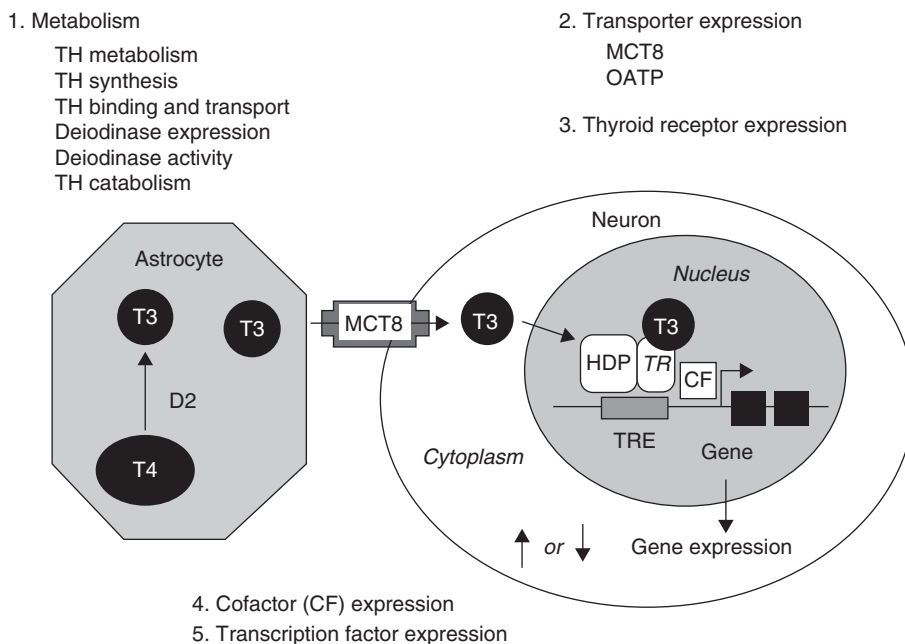 1. Metabolism
TH metabolism
TH synthesis
TH binding and transport
Deiodinase expression
Deiodinase activity
TH catabolism
2. Transporter expression
MCT8
OATP
3. Thyroid receptor expression
Astrocyte
T3
T3
D2
T4
MCT8
Neuron
Nucleus
T3
T3
HDP
TR
CF
TRE
Gene
Cytoplasm
or
Gene expression
4. Cofactor (CF) expression
5. Transcription factor expression